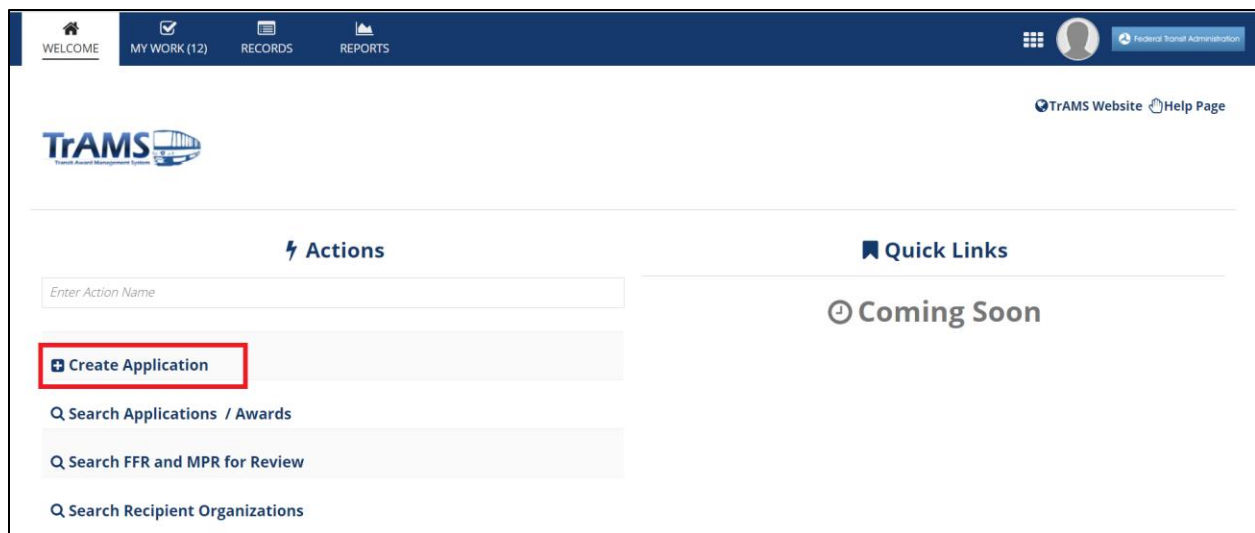 WELCOME
MY WORK (12)
RECORDS
REPORTS
Federal Transit Administration
TrAMS Website Help Page
TrAMS
Transit Award Management System
Actions
Quick Links
Enter Action Name
Coming Soon
Create Application
Search Applications / Awards
Search FFR and MPR for Review
Search Recipient Organizations